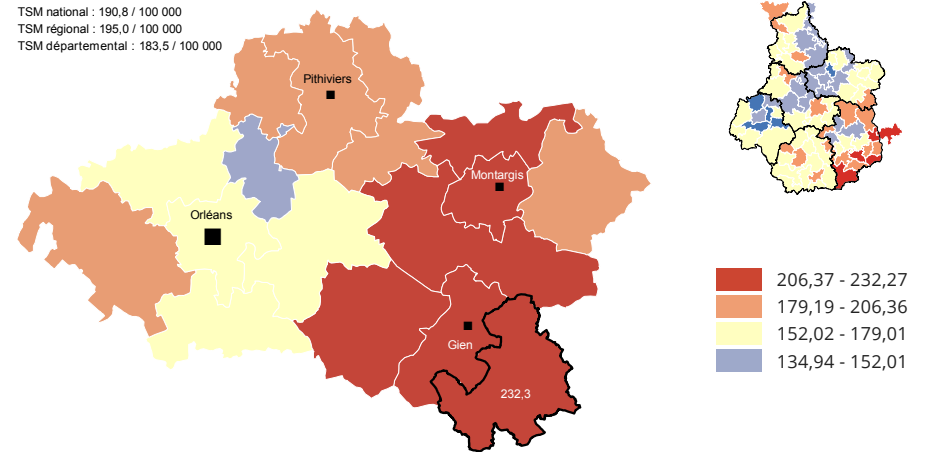 TSM national : 190,8 / 100 000
TSM régional : 195,0 / 100 000
TSM départemental : 183,5 / 100 000
Pithiviers
Montargis
Orléans
Gien
232,3
206,37 - 232,27
179,19 - 206,36
152,02 - 179,01
134,94 - 152,01